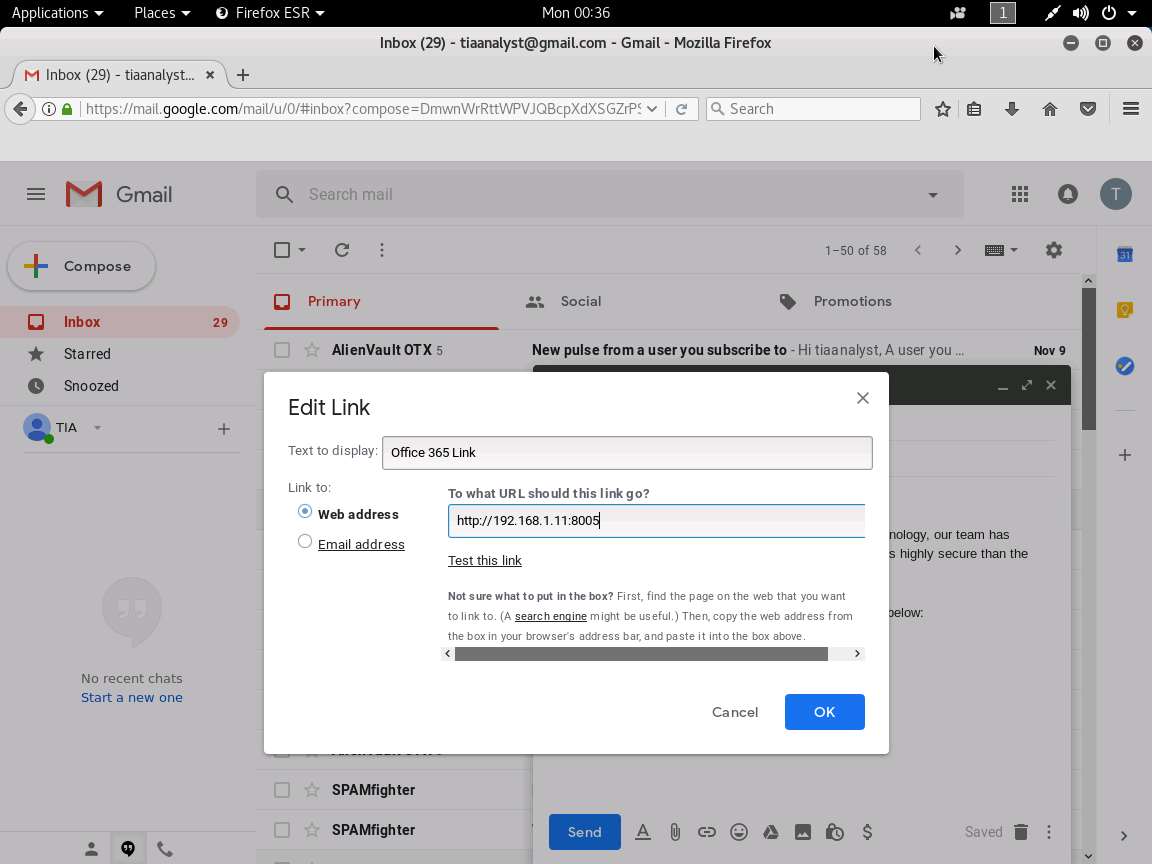 Applications Places Firefox ESR Mon 00:36 1
Inbox (29) - tiaanalyst@gmail.com - Gmail - Mozilla Firefox
Inbox (29) - tiaanalyst...
https://mail.google.com/mail/u/0/#inbox?compose=DmwnWrRttWPVJQBcpXdXSGZrPS Search
Gmail Search mail T
Compose 1–50 of 58
Primary Social Promotions
Inbox 29
Starred
Snoozed
TIA
AlienVault OTX 5 New pulse from a user you subscribe to - Hi tiaanalyst, A user you ... Nov 9
Edit Link
Text to display: Office 365 Link
Link to:
Web address
Email address
To what URL should this link go?
http://192.168.1.11:8005
Test this link
Not sure what to put in the box? First, find the page on the web that you want
to link to. (A search engine might be useful.) Then, copy the web address from
the box in your browser's address bar, and paste it into the box above.
Cancel OK
nology, our team has
s highly secure than the
below:
No recent chats
Start a new one
SPAMfighter
SPAMfighter
Send Saved
31